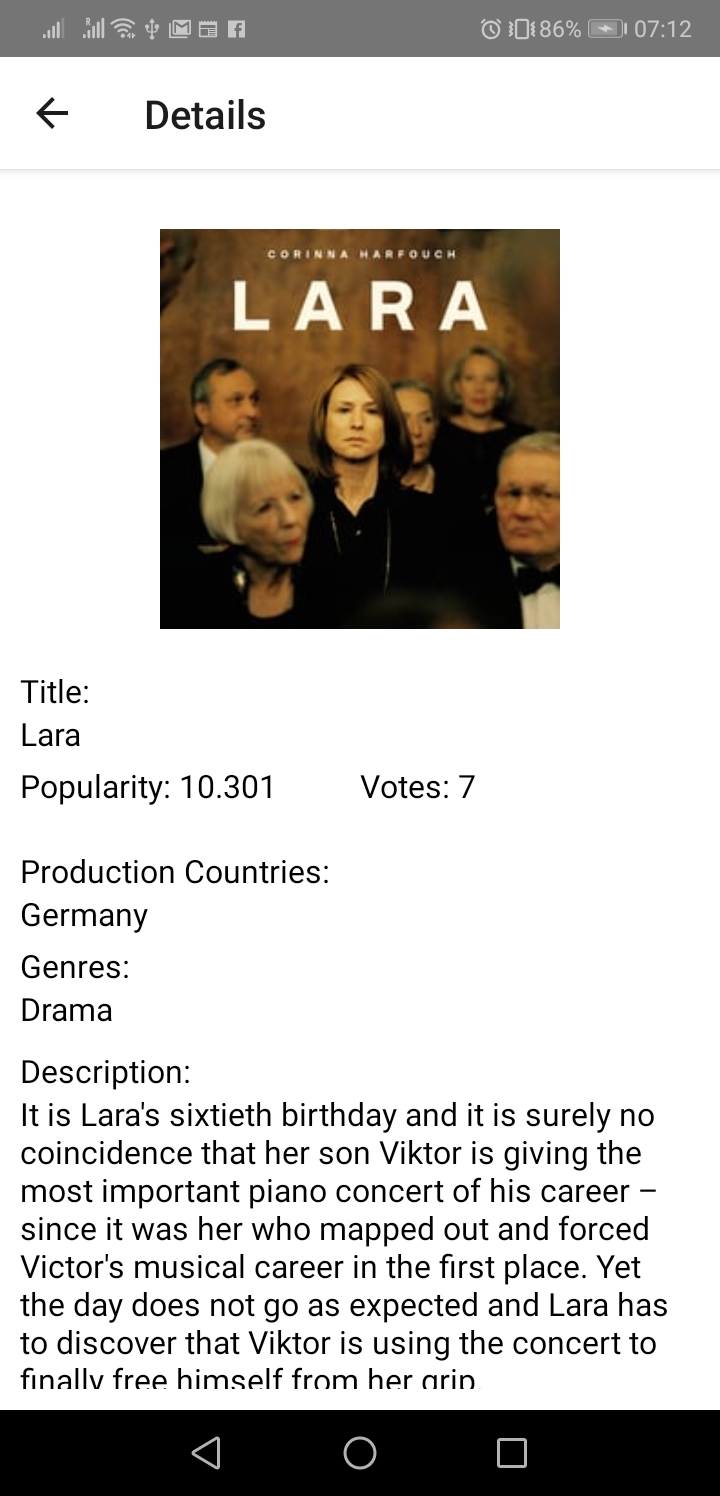 86% 07:12
Details
CORINNA HARFOUCH
LARA
Title:
Lara
Popularity: 10.301 Votes: 7
Production Countries:
Germany
Genres:
Drama
Description:
It is Lara's sixtieth birthday and it is surely no
coincidence that her son Viktor is giving the
most important piano concert of his career –
since it was her who mapped out and forced
Victor's musical career in the first place. Yet
the day does not go as expected and Lara has
to discover that Viktor is using the concert to
finally free himself from her grip.